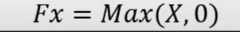 Fx = Max(X, 0)